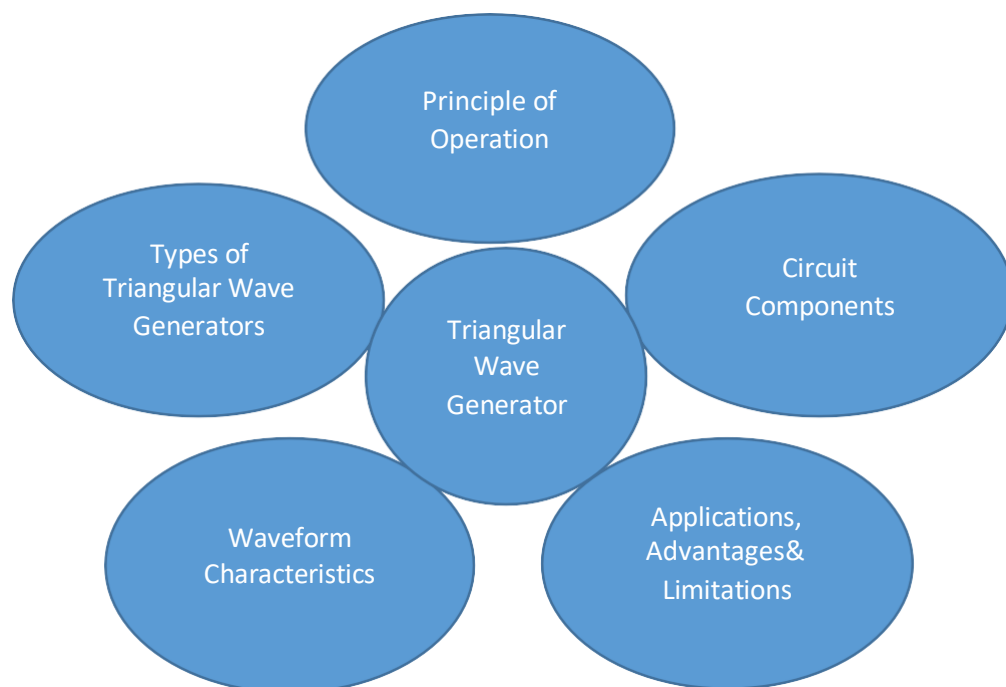 Principle of
Operation
Types of
Triangular Wave
Generators
Circuit
Components
Triangular
Wave
Generator
Waveform
Characteristics
Applications,
Advantages&
Limitations